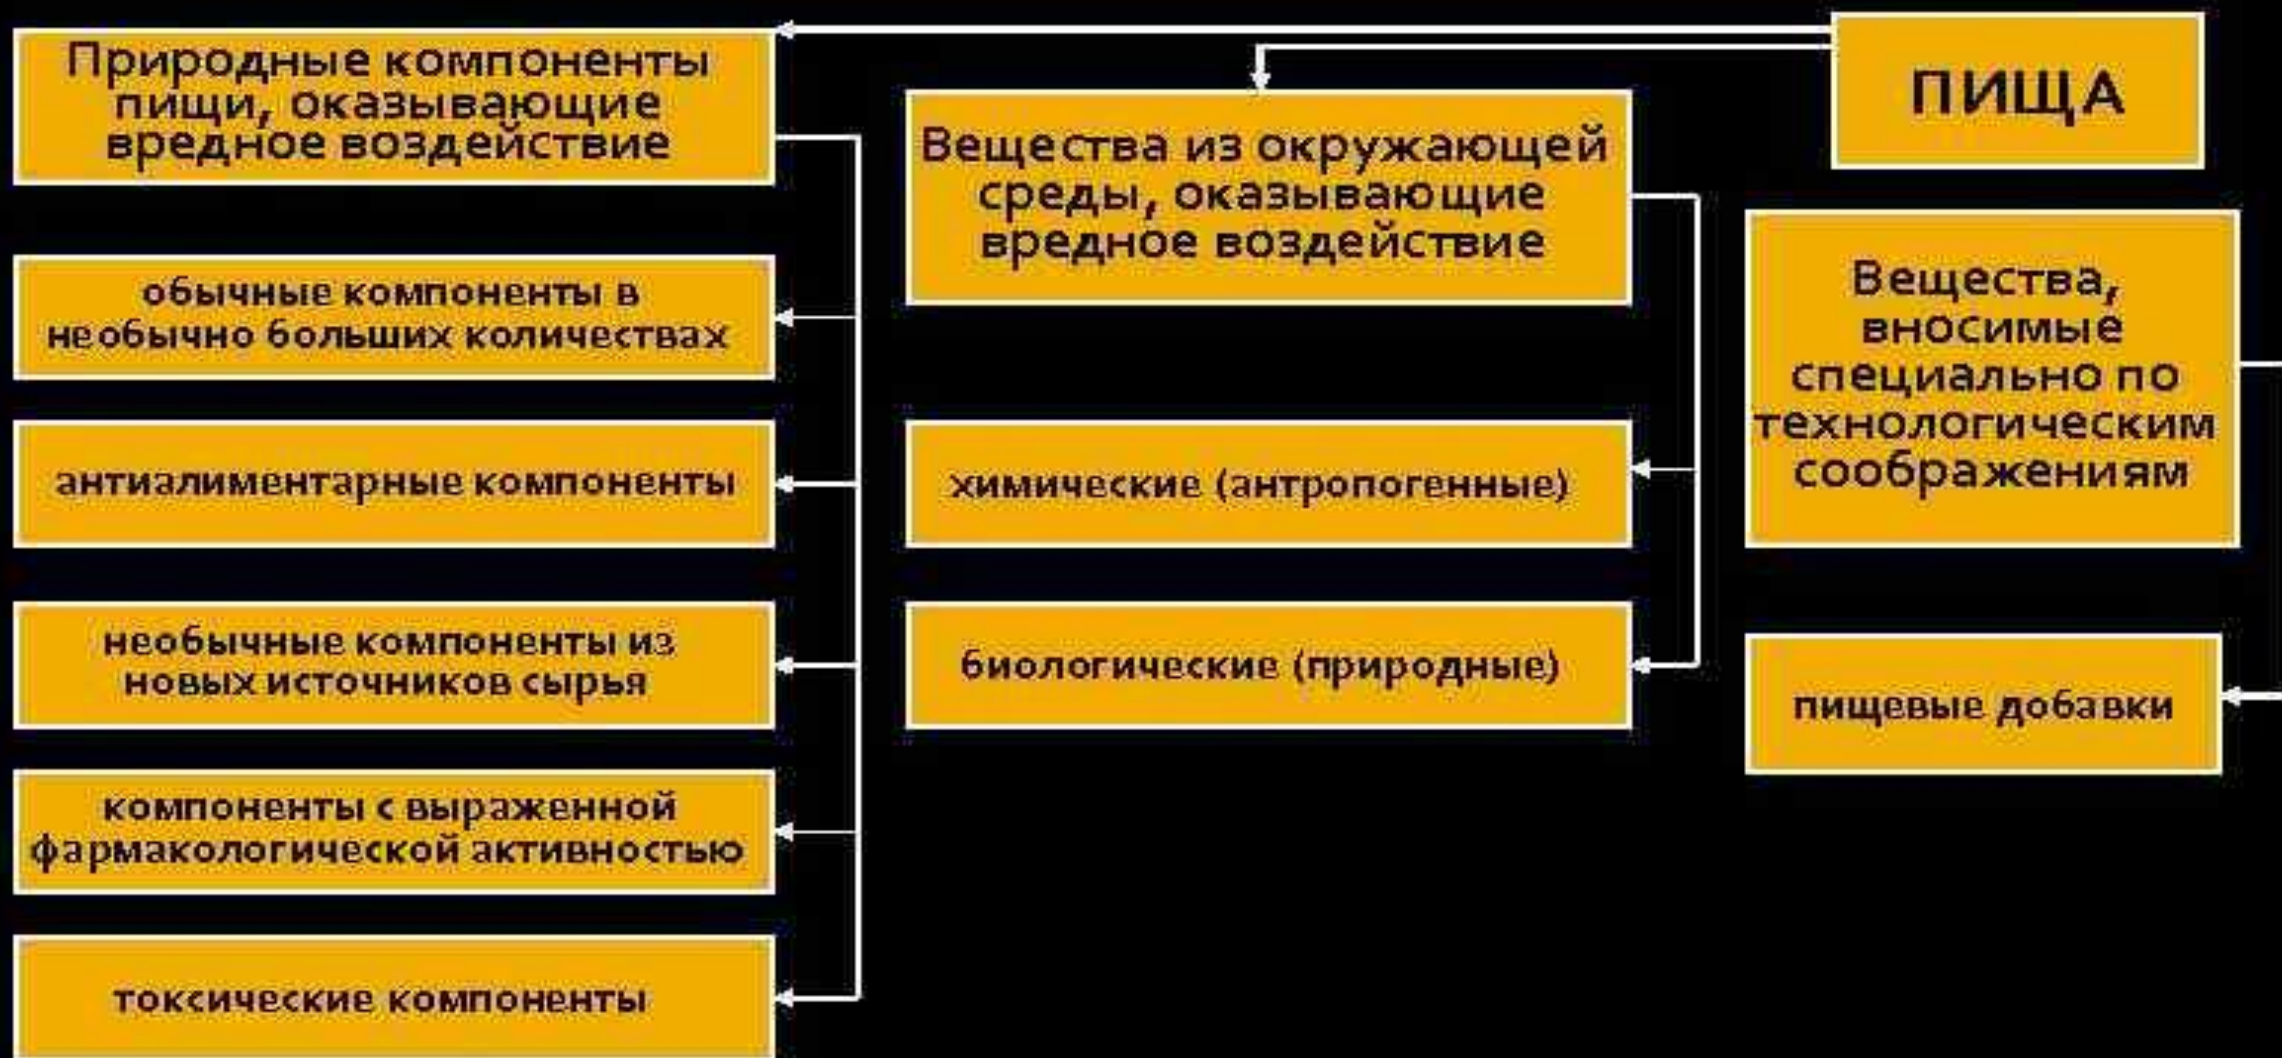 Природные компоненты
пищи, оказывающие
вредное воздействие
обычные компоненты в
необычно больших количествах
антиалиментарные компоненты
необычные компоненты из
новых источников сырья
компоненты с выраженной
фармакологической активностью
токсические компоненты
Вещества из окружающей
среды, оказывающие
вредное воздействие
химические (антропогенные)
биологические (природные)
ПИЩА
Вещества,
вносимые
специально по
технологическим
соображениям
пищевые добавки